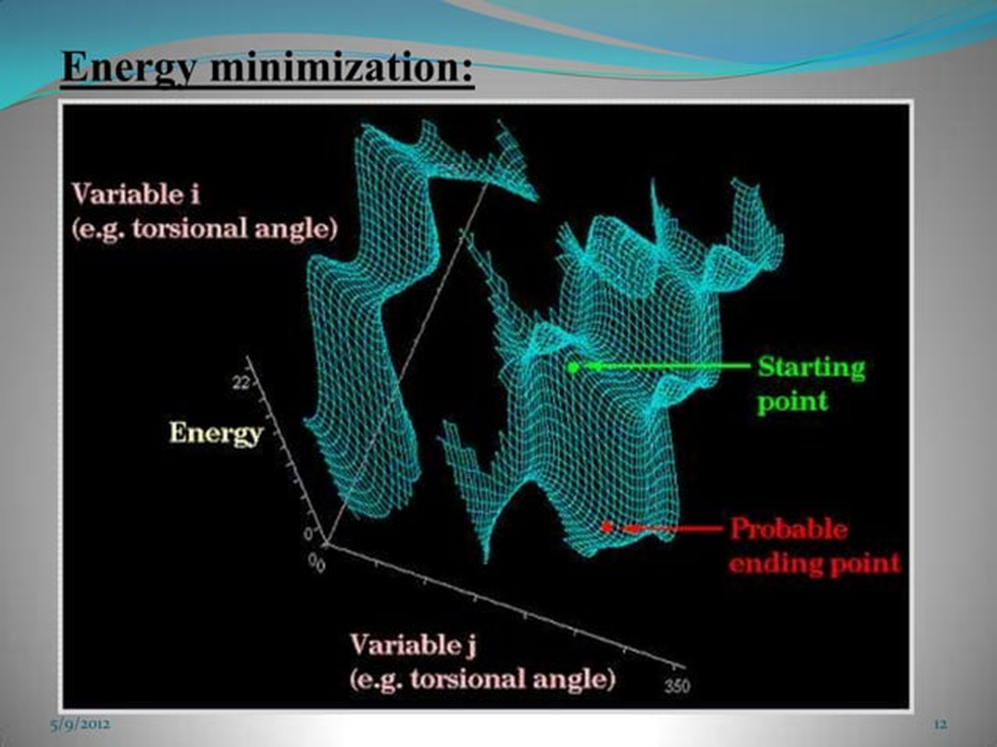 Energy minimization:
Variable i
(e.g. torsional angle)
22
Energy
0
00
Starting
point
Probable
ending point
Variable j
(e.g. torsional angle)
350
5/9/2012
12